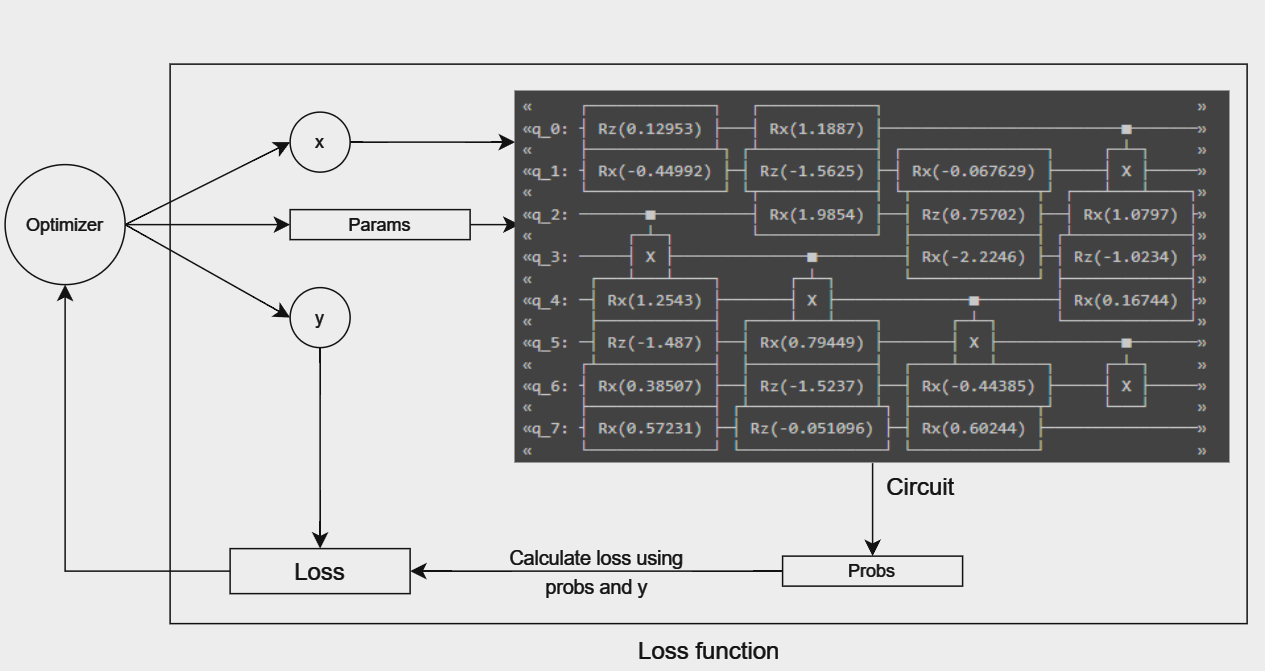 x
Optimizer
Params
y
« »
«q_0: Rz(0.12953) Rx(1.1887) ■ »
« »
«q_1: Rx(-0.44992) Rz(-1.5625) Rx(-0.067629) X »
« »
«q_2: ■ Rx(1.9854) Rz(0.75702) Rx(1.0797) »
« »
«q_3: X ■ Rx(-2.2246) Rz(-1.0234) »
« »
«q_4: Rx(1.2543) X ■ Rx(0.16744) »
« »
«q_5: Rz(-1.487) Rx(0.79449) X ■ »
« »
«q_6: Rx(0.38507) Rz(-1.5237) Rx(-0.44385) X »
« »
«q_7: Rx(0.57231) Rz(-0.051096) Rx(0.60244) »
« »
Circuit
Loss
Calculate loss using
probs and y
Probs
Loss function